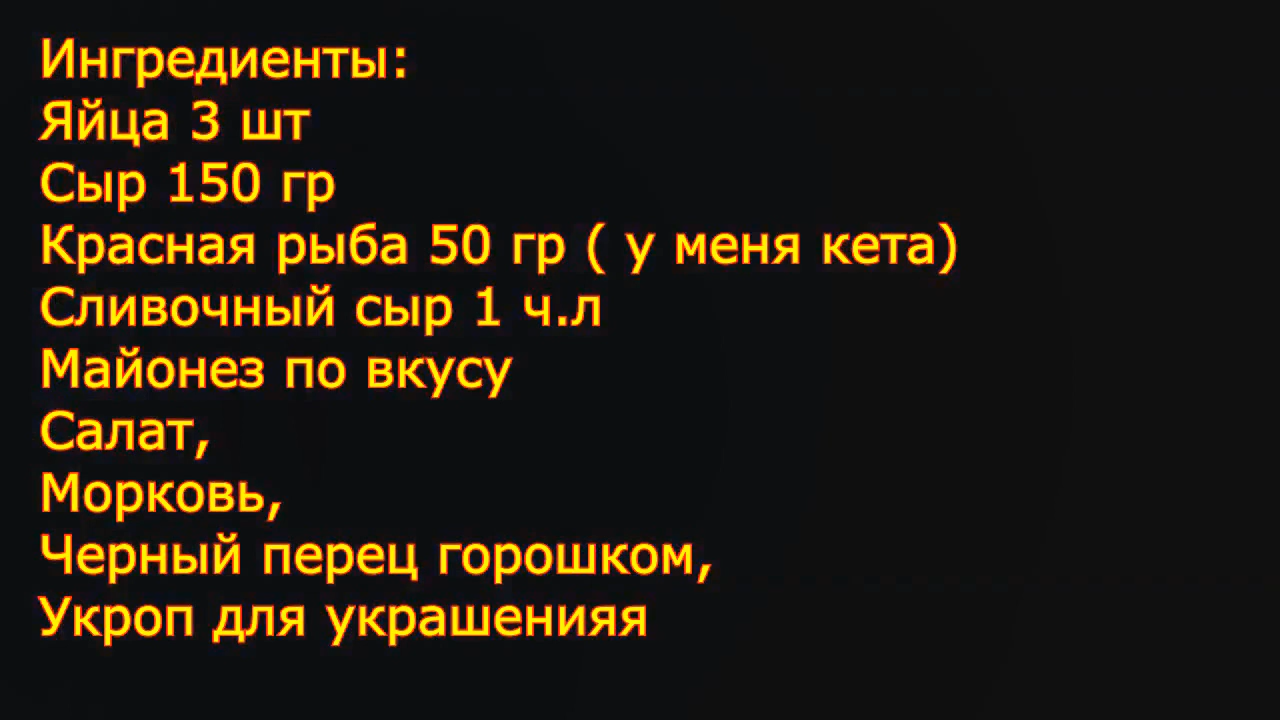 Ингредиенты:
Яйца 3 шт
Сыр 150 гр
Красная рыба 50 гр ( у меня кета)
Сливочный сыр 1 ч.л
Майонез по вкусу
Салат,
Морковь,
Черный перец горошком,
Укроп для украшенияя